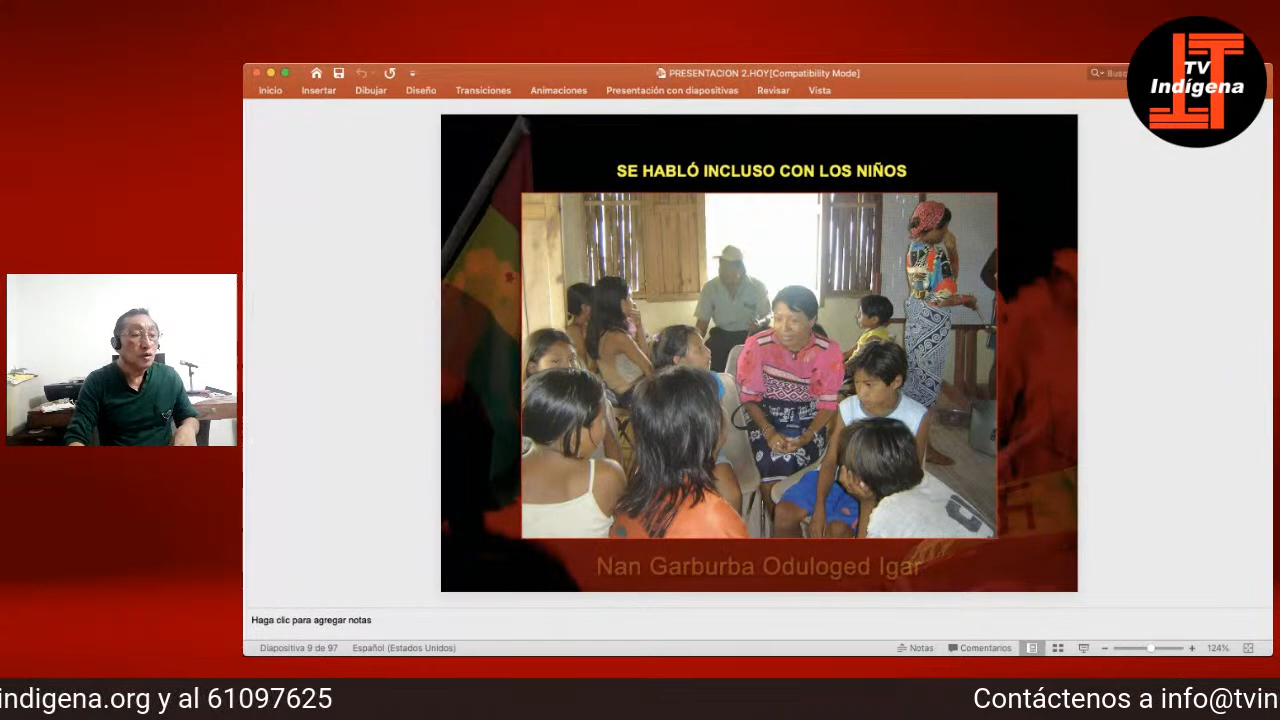 PRESENTACION 2.HOY[Compatibility Mode]
Inicio Insertar Dibujar Diseño Transiciones Animaciones Presentación con diapositivas Revisar Vista
TV
Indígena
SE HABLÓ INCLUSO CON LOS NIÑOS
Nan Garburba Oduloged Igar
Haga clic para agregar notas
Diapositiva 9 de 97 Español (Estados Unidos) Notas Comentarios 124%
indigena.org y al 61097625 Contáctenos a info@tvin